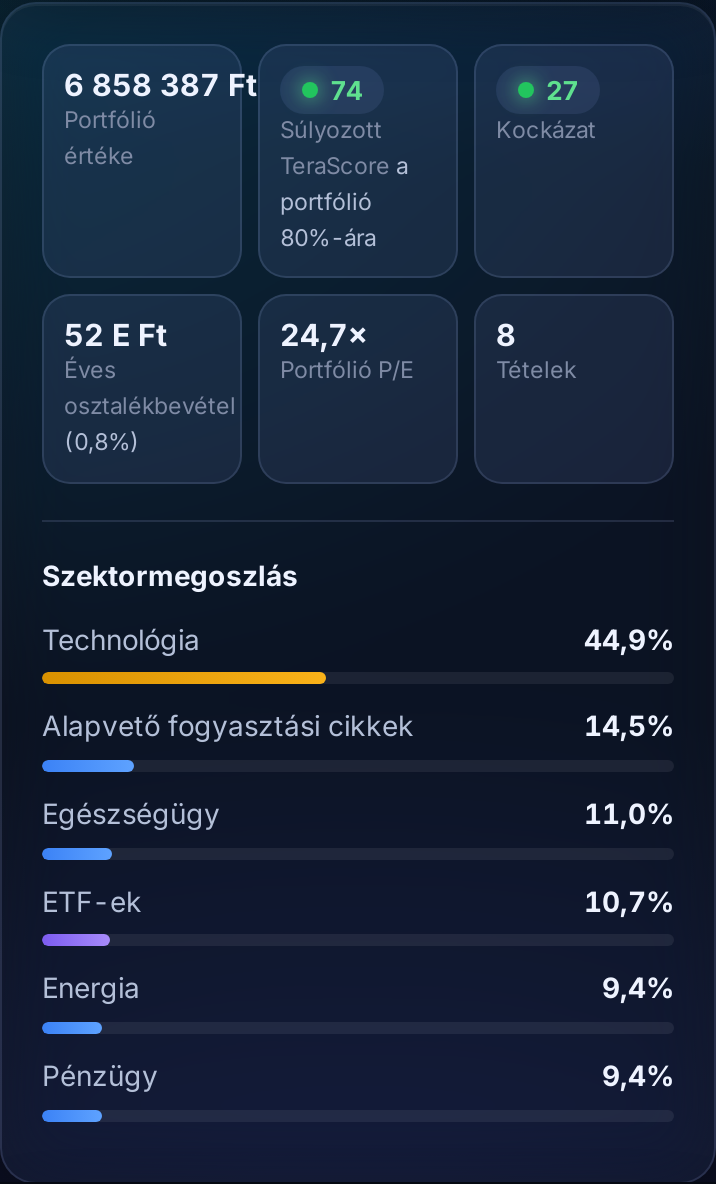 6 858 387 Ft
Portfólió
értéke
74
Súlyozott
TeraScore a
portfólió
80%-ára
27
Kockázat
52 E Ft
Éves
osztalékbevétel
(0,8%)
24,7×
Portfólió P/E
8
Tételek
Szektormegoszlás
Technológia 44,9%
Alapvető fogyasztási cikkek 14,5%
Egészségügy 11,0%
ETF-ek 10,7%
Energia 9,4%
Pénzügy 9,4%